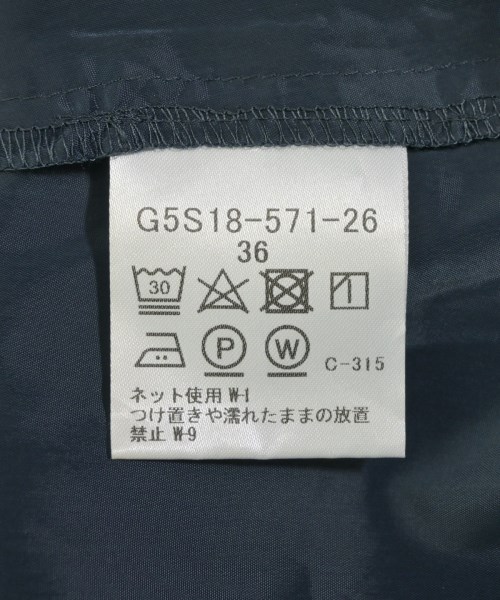 G5S18-571-26
36
30
P W C-315
ネット使用 W-1
つけ置きや濡れたままの放置
禁止 W-9